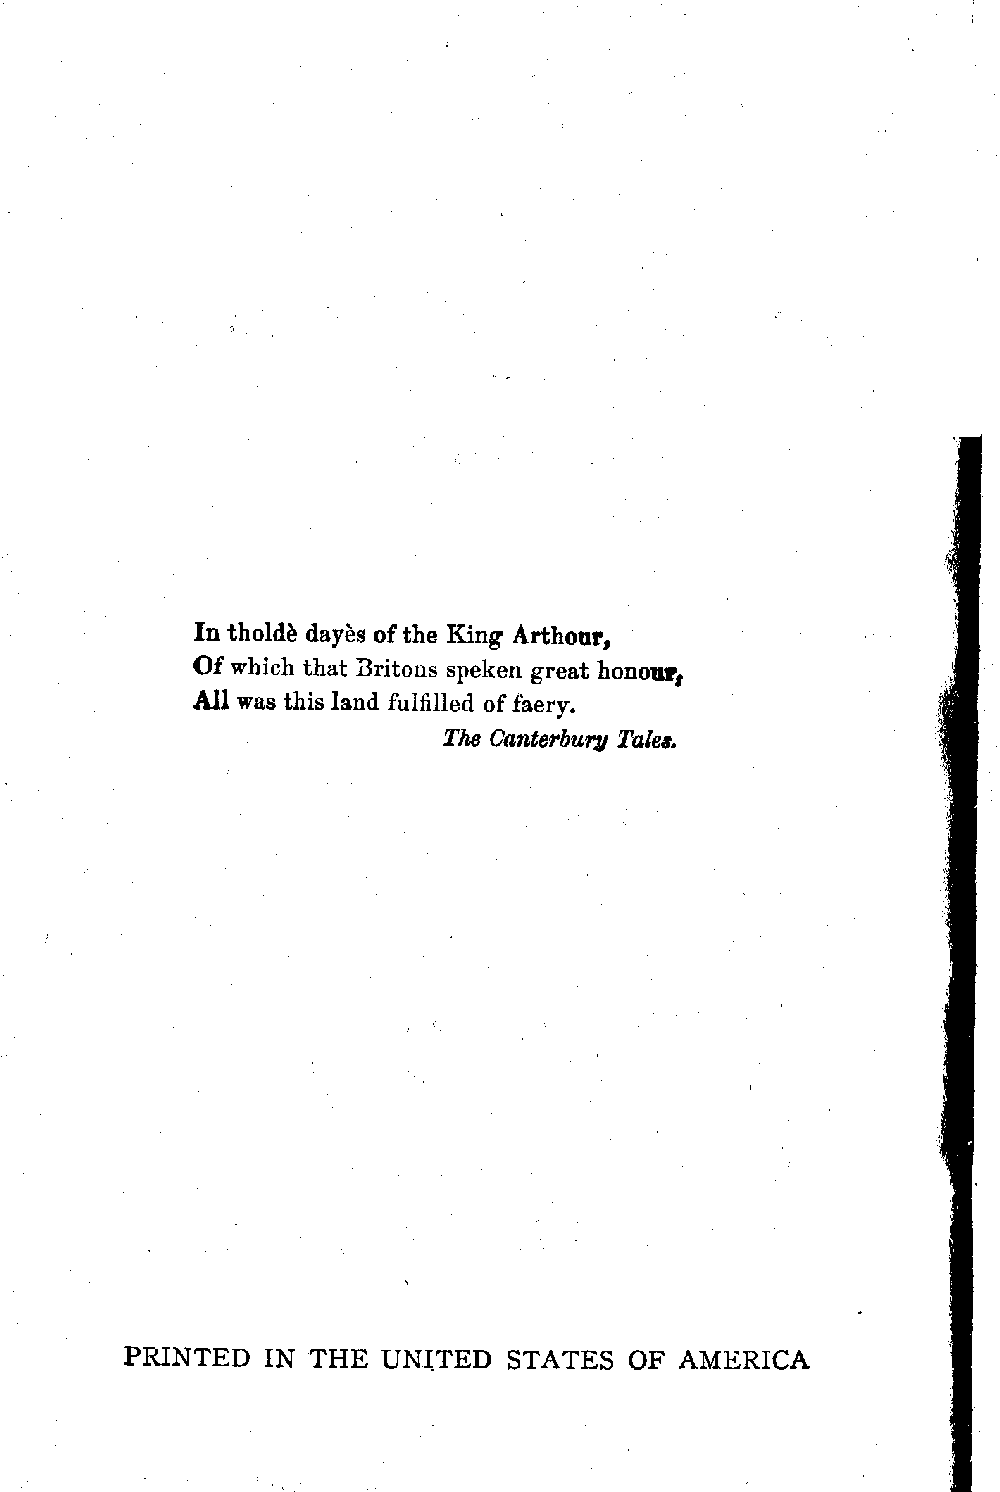 In tholdè dayès of the King Arthour,
Of which that Britons speken great honour,
All was this land fulfilled of faery.
The Canterbury Tales.
PRINTED IN THE UNITED STATES OF AMERICA